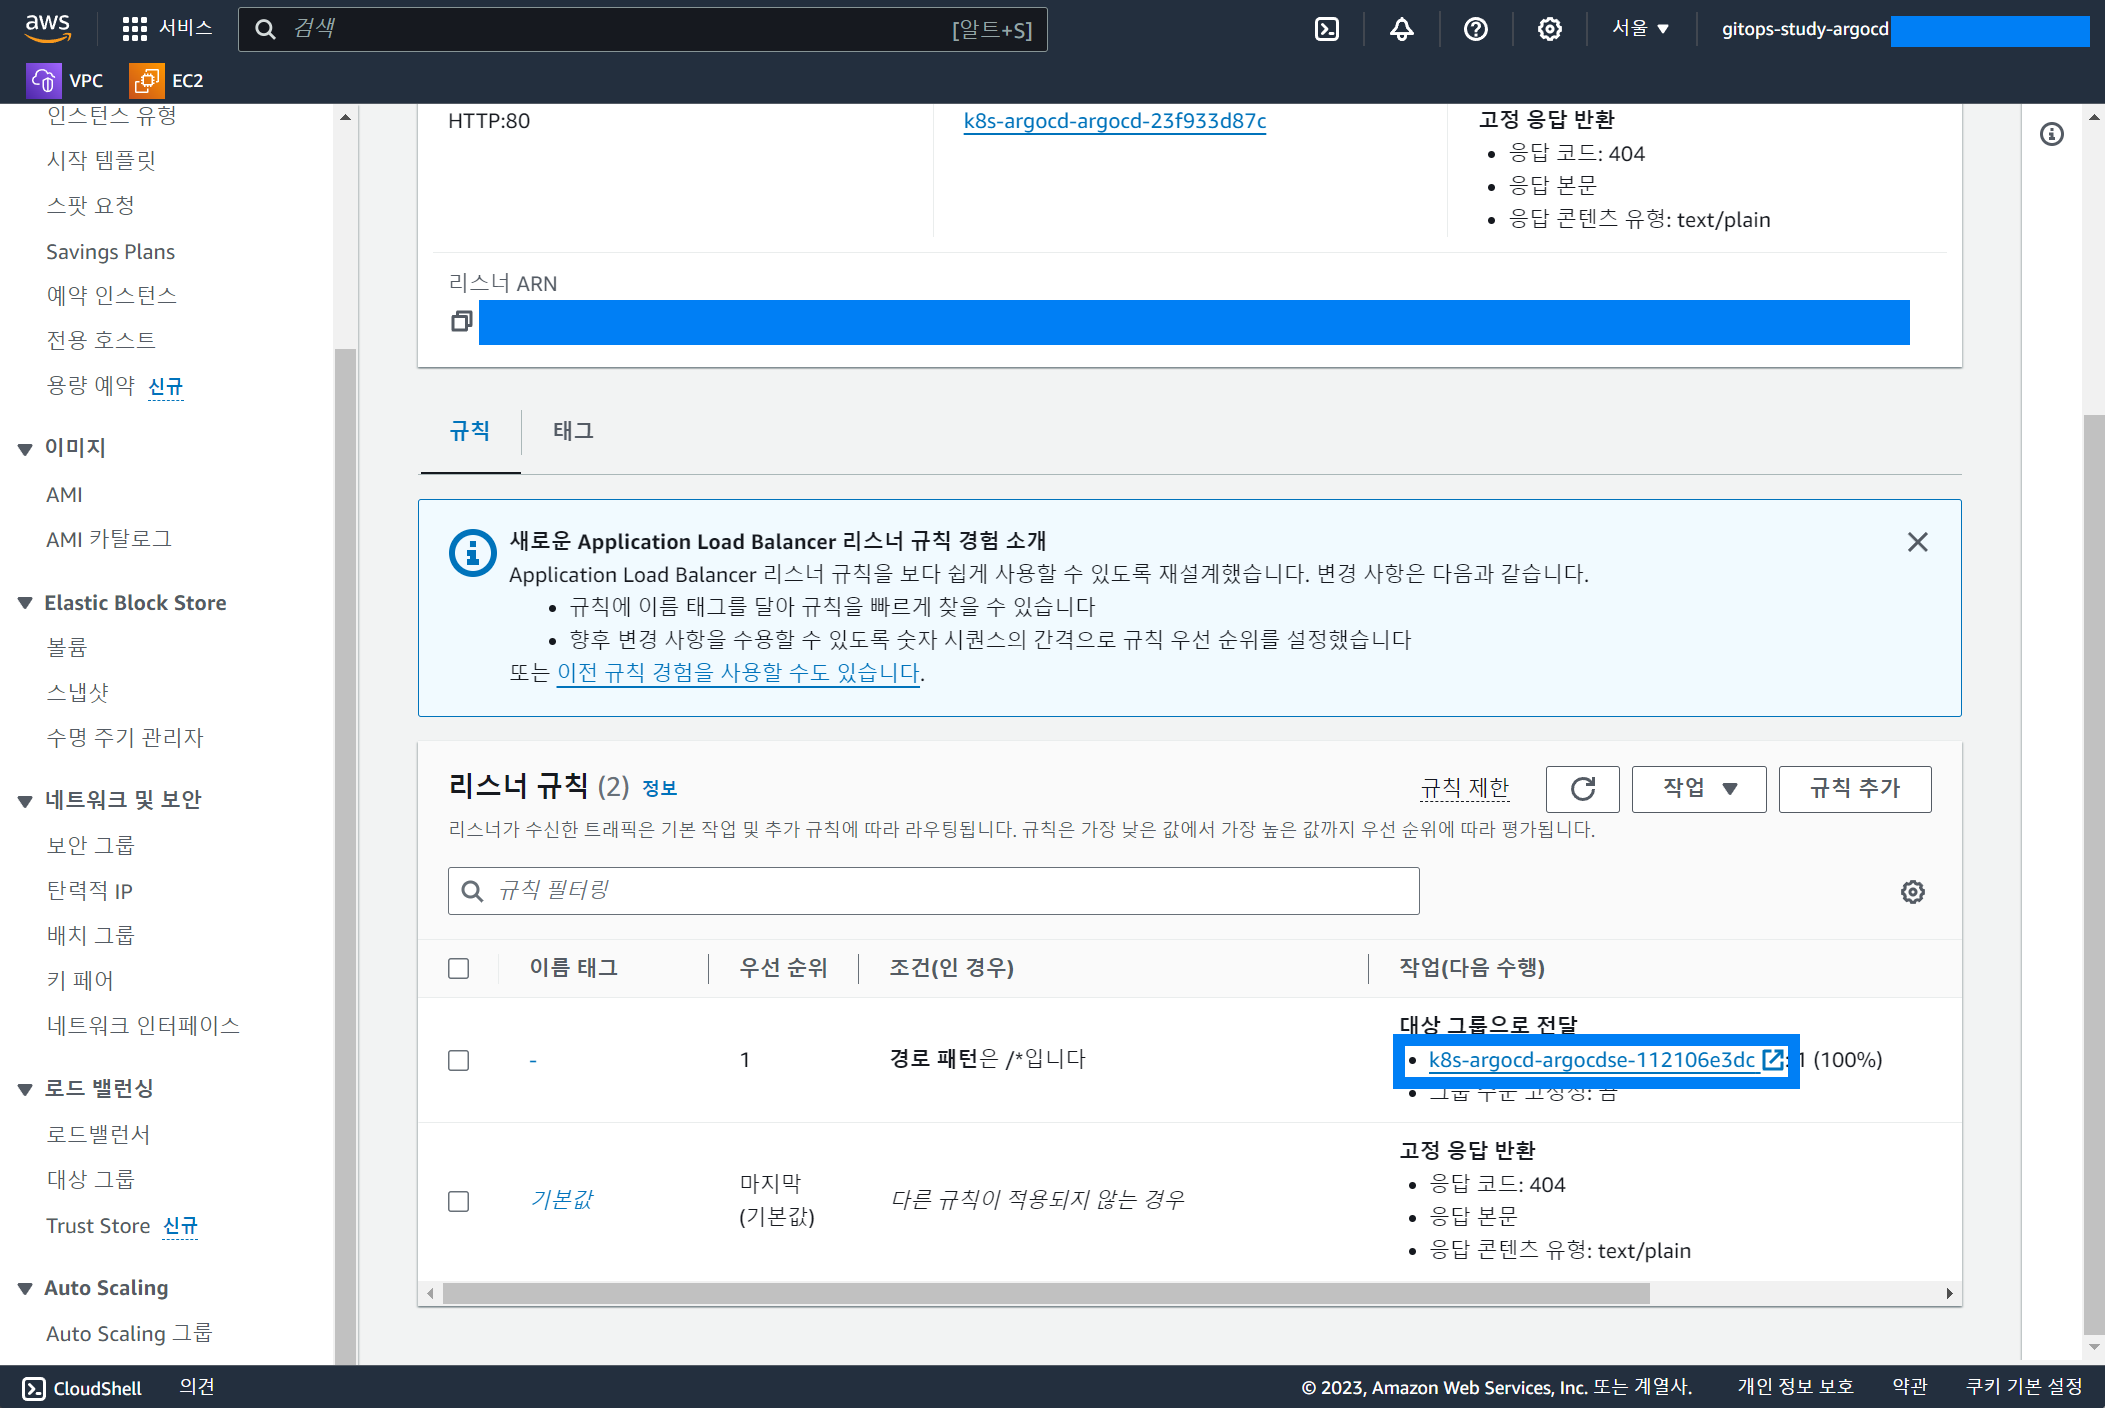 aws
서비스
검색
[알트+S]
서울
gitops-study-argocd
VPC
EC2
인스턴스 유형
시작 템플릿
스팟 요청
Savings Plans
예약 인스턴스
전용 호스트
용량 예약 신규
이미지
AMI
AMI 카탈로그
Elastic Block Store
볼륨
스냅샷
수명 주기 관리자
네트워크 및 보안
보안 그룹
탄력적 IP
배치 그룹
키 페어
네트워크 인터페이스
로드 밸런싱
로드밸런서
대상 그룹
Trust Store 신규
Auto Scaling
Auto Scaling 그룹
HTTP:80
k8s-argocd-argocd-23f933d87c
고정 응답 반환
응답 코드: 404
응답 본문
응답 콘텐츠 유형: text/plain
리스너 ARN
규칙
태그
새로운 Application Load Balancer 리스너 규칙 경험 소개
Application Load Balancer 리스너 규칙을 보다 쉽게 사용할 수 있도록 재설계했습니다. 변경 사항은 다음과 같습니다.
규칙에 이름 태그를 달아 규칙을 빠르게 찾을 수 있습니다
향후 변경 사항을 수용할 수 있도록 숫자 시퀀스의 간격으로 규칙 우선 순위를 설정했습니다
또는 이전 규칙 경험을 사용할 수도 있습니다.
리스너 규칙 (2) 정보
규칙 제한
작업
규칙 추가
리스너가 수신한 트래픽은 기본 작업 및 추가 규칙에 따라 라우팅됩니다. 규칙은 가장 낮은 값에서 가장 높은 값까지 우선 순위에 따라 평가됩니다.
규칙 필터링
이름 태그
우선 순위
조건(인 경우)
작업(다음 수행)
-
1
경로 패턴은 /*입니다
대상 그룹으로 전달
k8s-argocd-argocdse-112106e3dc : 1 (100%)
그룹 수준 고정성: 끔
기본값
마지막
(기본값)
다른 규칙이 적용되지 않는 경우
고정 응답 반환
응답 코드: 404
응답 본문
응답 콘텐츠 유형: text/plain
CloudShell
의견
© 2023, Amazon Web Services, Inc. 또는 계열사.
개인 정보 보호
약관
쿠키 기본 설정